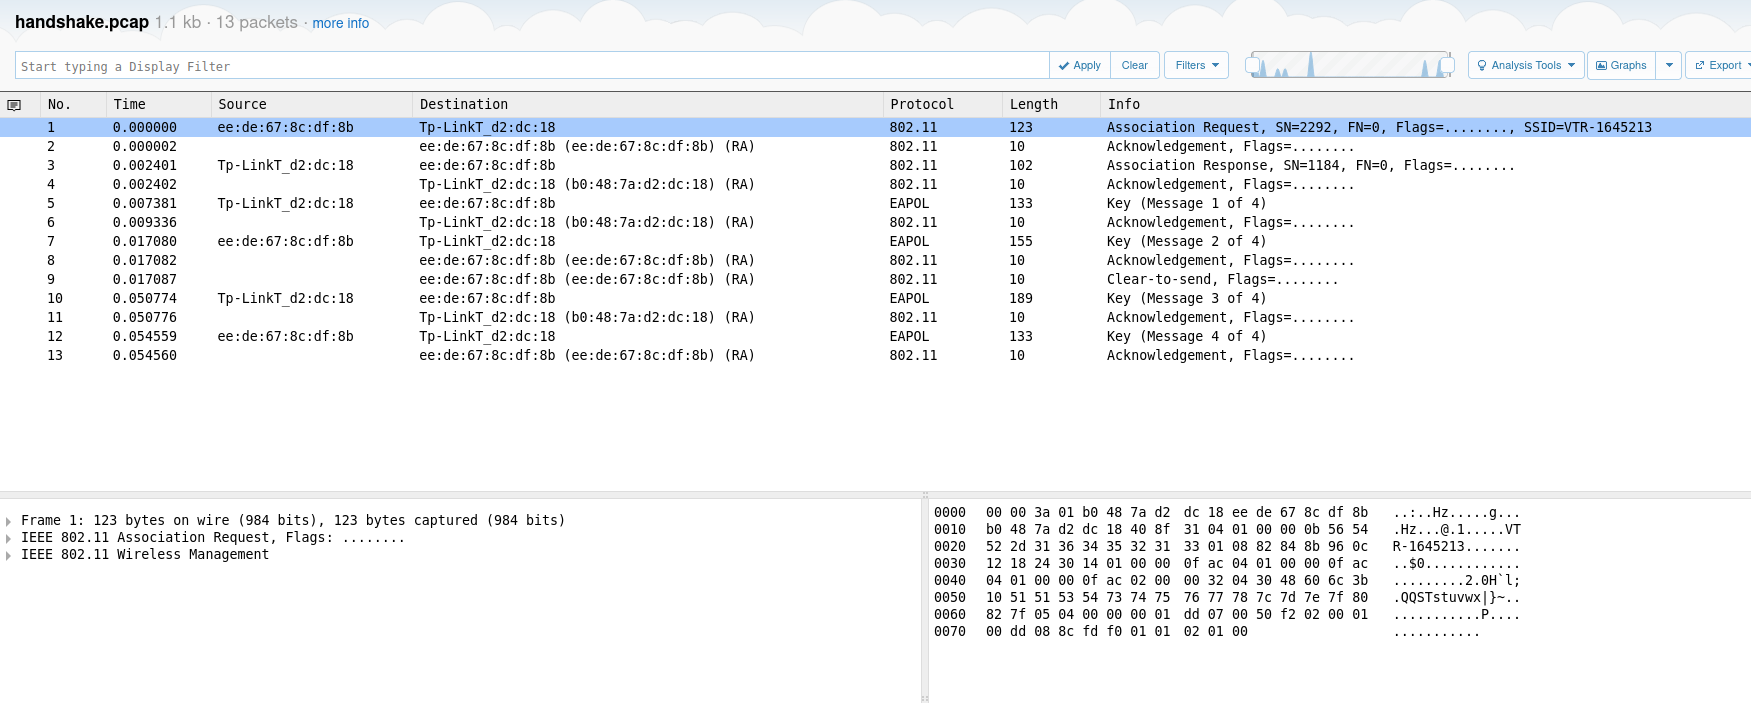 handshake.pcap 1.1 kb · 13 packets · more info
Start typing a Display Filter Apply Clear Filters Analysis Tools Graphs Export
No. Time Source Destination Protocol Length Info
1 0.000000 ee:de:67:8c:df:8b Tp-LinkT_d2:dc:18 802.11 123 Association Request, SN=2292, FN=0, Flags=........, SSID=VTR-1645213
2 0.000002 ee:de:67:8c:df:8b (ee:de:67:8c:df:8b) (RA) 802.11 10 Acknowledgement, Flags=........
3 0.002401 Tp-LinkT_d2:dc:18 ee:de:67:8c:df:8b 802.11 102 Association Response, SN=1184, FN=0, Flags=........
4 0.002402 Tp-LinkT_d2:dc:18 (b0:48:7a:d2:dc:18) (RA) 802.11 10 Acknowledgement, Flags=........
5 0.007381 Tp-LinkT_d2:dc:18 ee:de:67:8c:df:8b EAPOL 133 Key (Message 1 of 4)
6 0.009336 Tp-LinkT_d2:dc:18 (b0:48:7a:d2:dc:18) (RA) 802.11 10 Acknowledgement, Flags=........
7 0.017080 ee:de:67:8c:df:8b Tp-LinkT_d2:dc:18 EAPOL 155 Key (Message 2 of 4)
8 0.017082 ee:de:67:8c:df:8b (ee:de:67:8c:df:8b) (RA) 802.11 10 Acknowledgement, Flags=........
9 0.017087 ee:de:67:8c:df:8b (ee:de:67:8c:df:8b) (RA) 802.11 10 Clear-to-send, Flags=........
10 0.050774 Tp-LinkT_d2:dc:18 ee:de:67:8c:df:8b EAPOL 189 Key (Message 3 of 4)
11 0.050776 Tp-LinkT_d2:dc:18 (b0:48:7a:d2:dc:18) (RA) 802.11 10 Acknowledgement, Flags=........
12 0.054559 ee:de:67:8c:df:8b Tp-LinkT_d2:dc:18 EAPOL 133 Key (Message 4 of 4)
13 0.054560 ee:de:67:8c:df:8b (ee:de:67:8c:df:8b) (RA) 802.11 10 Acknowledgement, Flags=........
Frame 1: 123 bytes on wire (984 bits), 123 bytes captured (984 bits)
IEEE 802.11 Association Request, Flags: ........
IEEE 802.11 Wireless Management
0000 00 00 3a 01 b0 48 7a d2 dc 18 ee de 67 8c df 8b ..:..Hz.....g...
0010 b0 48 7a d2 dc 18 40 8f 31 04 01 00 00 0b 56 54 .Hz...@.1.....VT
0020 52 2d 31 36 34 35 32 31 33 01 08 82 84 8b 96 0c R-1645213.......
0030 12 18 24 30 14 01 00 00 0f ac 04 01 00 00 0f ac ..$0............
0040 04 01 00 00 0f ac 02 00 00 32 04 30 48 60 6c 3b .........2.0H`l;
0050 10 51 51 53 54 73 74 75 76 77 78 7c 7d 7e 7f 80 .QQSTstuvwx|}~..
0060 82 7f 05 04 00 00 00 01 dd 07 00 50 f2 02 00 01 ...........P....
0070 00 dd 08 8c fd f0 01 01 02 01 00 ...........